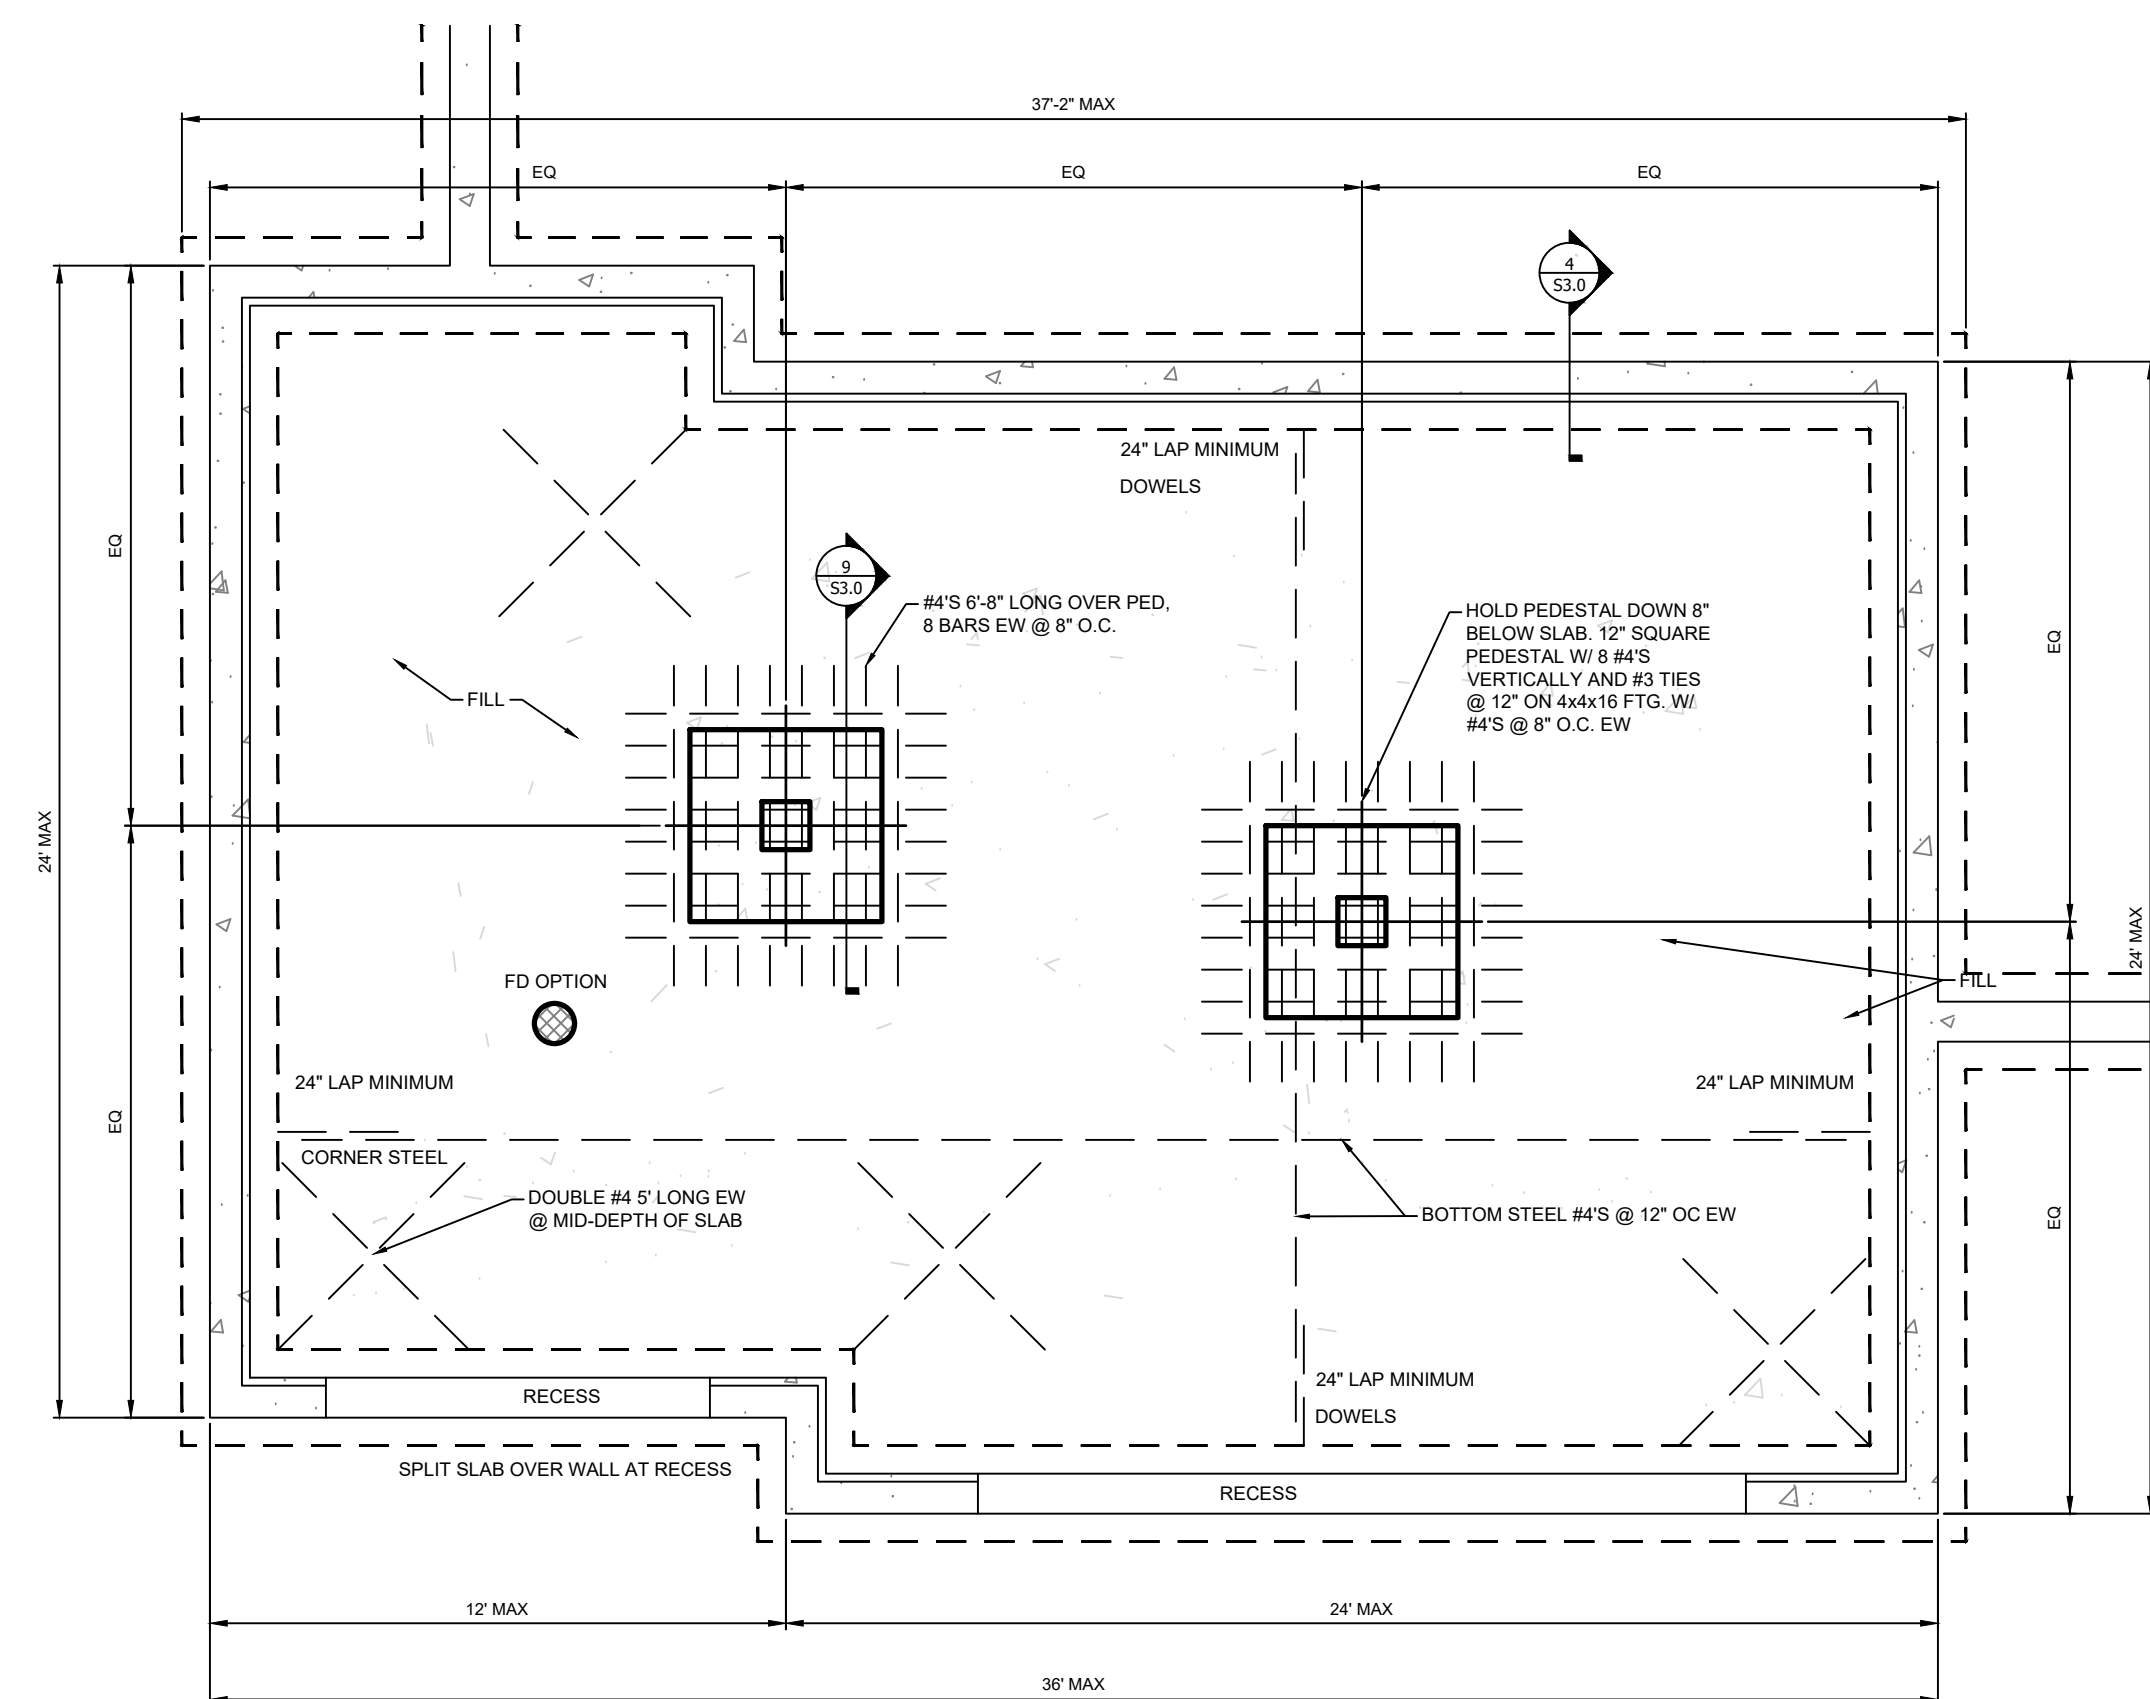 37'-2" MAX
EQ
EQ
EQ
4
S3.0
24" LAP MINIMUM
DOWELS
EQ
9
S3.0
#4'S 6'-8" LONG OVER PED,
8 BARS EW @ 8" O.C.
HOLD PEDESTAL DOWN 8"
BELOW SLAB. 12" SQUARE
PEDESTAL W/ 8 #4'S
VERTICALLY AND #3 TIES
@ 12" ON 4x4x16 FTG. W/
#4'S @ 8" O.C. EW
EQ
FILL
24' MAX
24' MAX
FD OPTION
FILL
24" LAP MINIMUM
24" LAP MINIMUM
EQ
CORNER STEEL
DOUBLE #4 5' LONG EW
@ MID-DEPTH OF SLAB
BOTTOM STEEL #4'S @ 12" OC EW
EQ
24" LAP MINIMUM
DOWELS
RECESS
SPLIT SLAB OVER WALL AT RECESS
RECESS
12' MAX
24' MAX
36' MAX